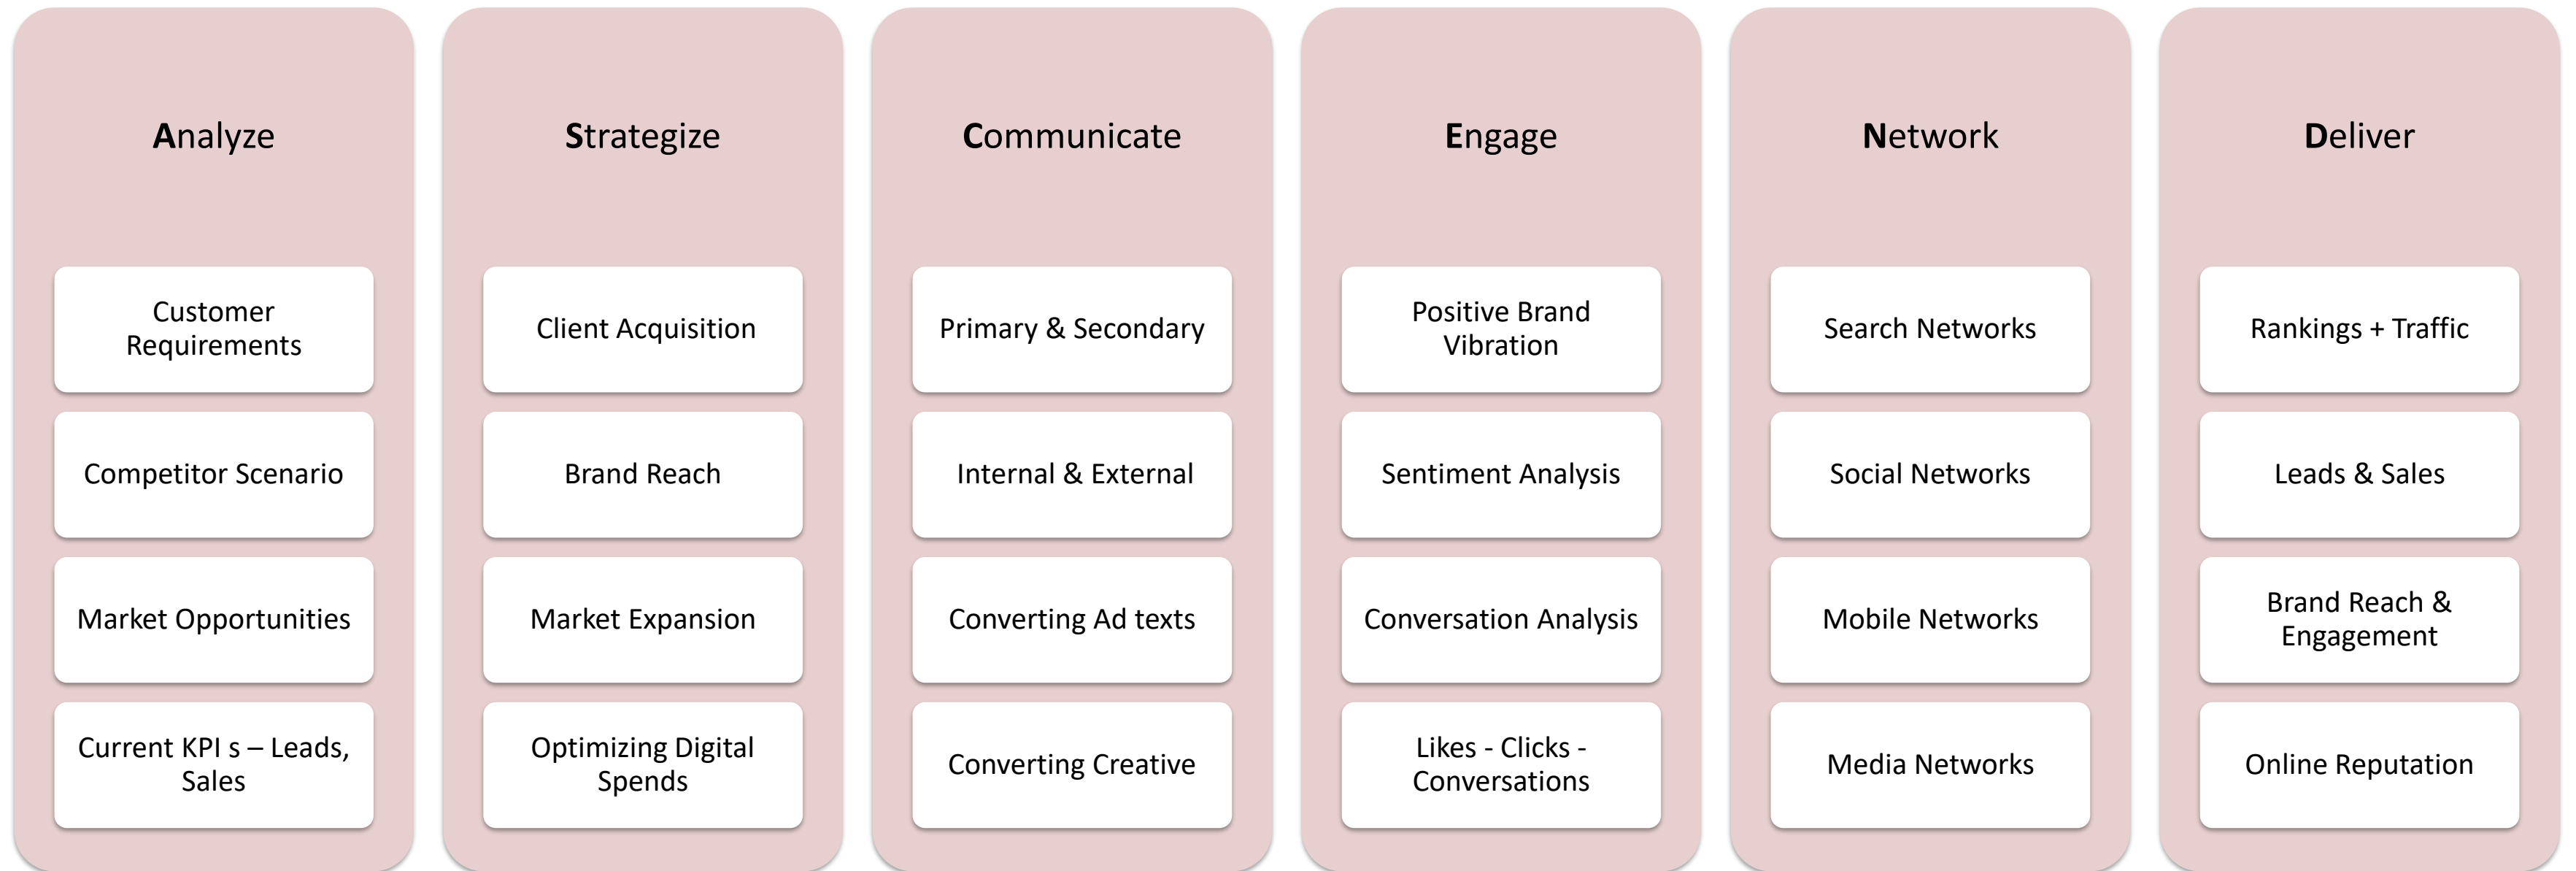 Analyze
Customer
Requirements
Competitor Scenario
Market Opportunities
Current KPI s – Leads,
Sales
Strategize
Client Acquisition
Brand Reach
Market Expansion
Optimizing Digital
Spends
Communicate
Primary & Secondary
Internal & External
Converting Ad texts
Converting Creative
Engage
Positive Brand
Vibration
Sentiment Analysis
Conversation Analysis
Likes - Clicks -
Conversations
Network
Search Networks
Social Networks
Mobile Networks
Media Networks
Deliver
Rankings + Traffic
Leads & Sales
Brand Reach &
Engagement
Online Reputation